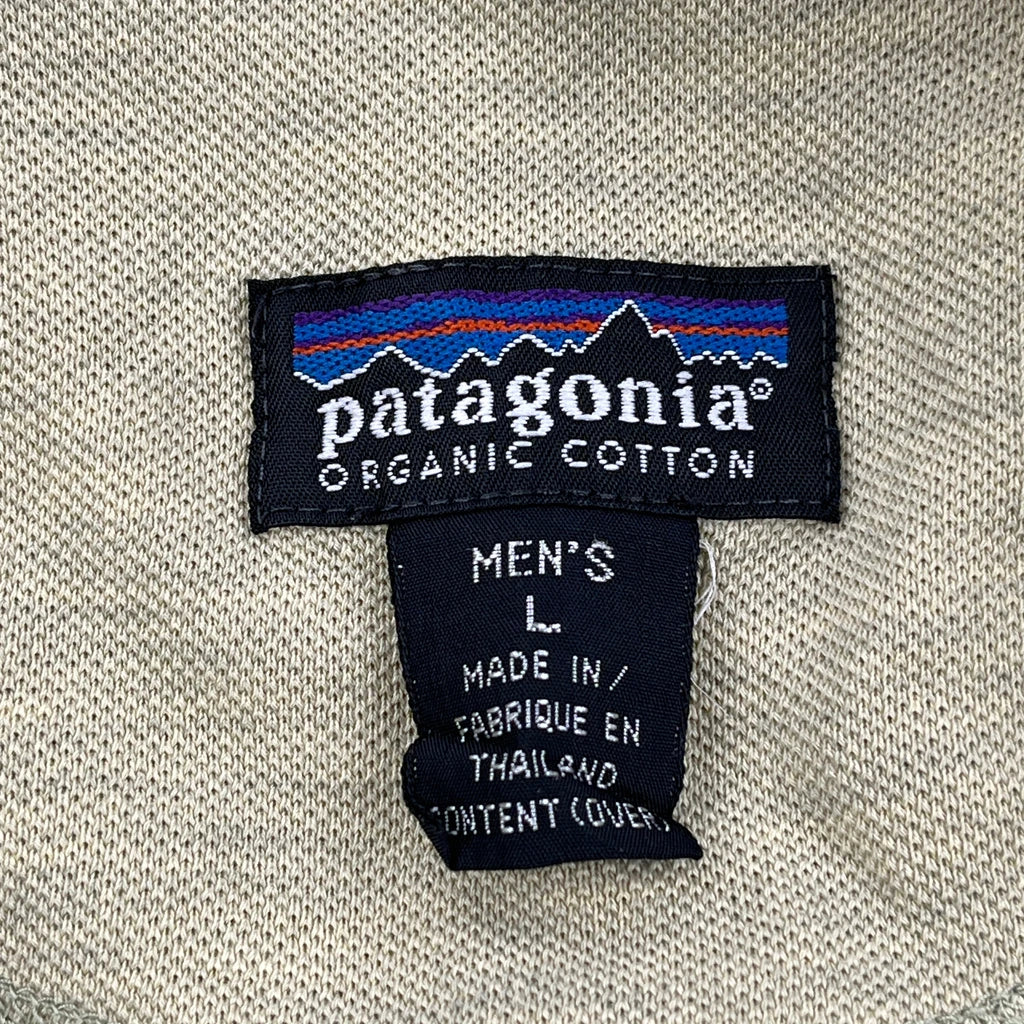 patagonia®
ORGANIC COTTON
MEN'S
L
MADE IN /
FABRIQUE EN
THAILAND
CONTENT (OVER)